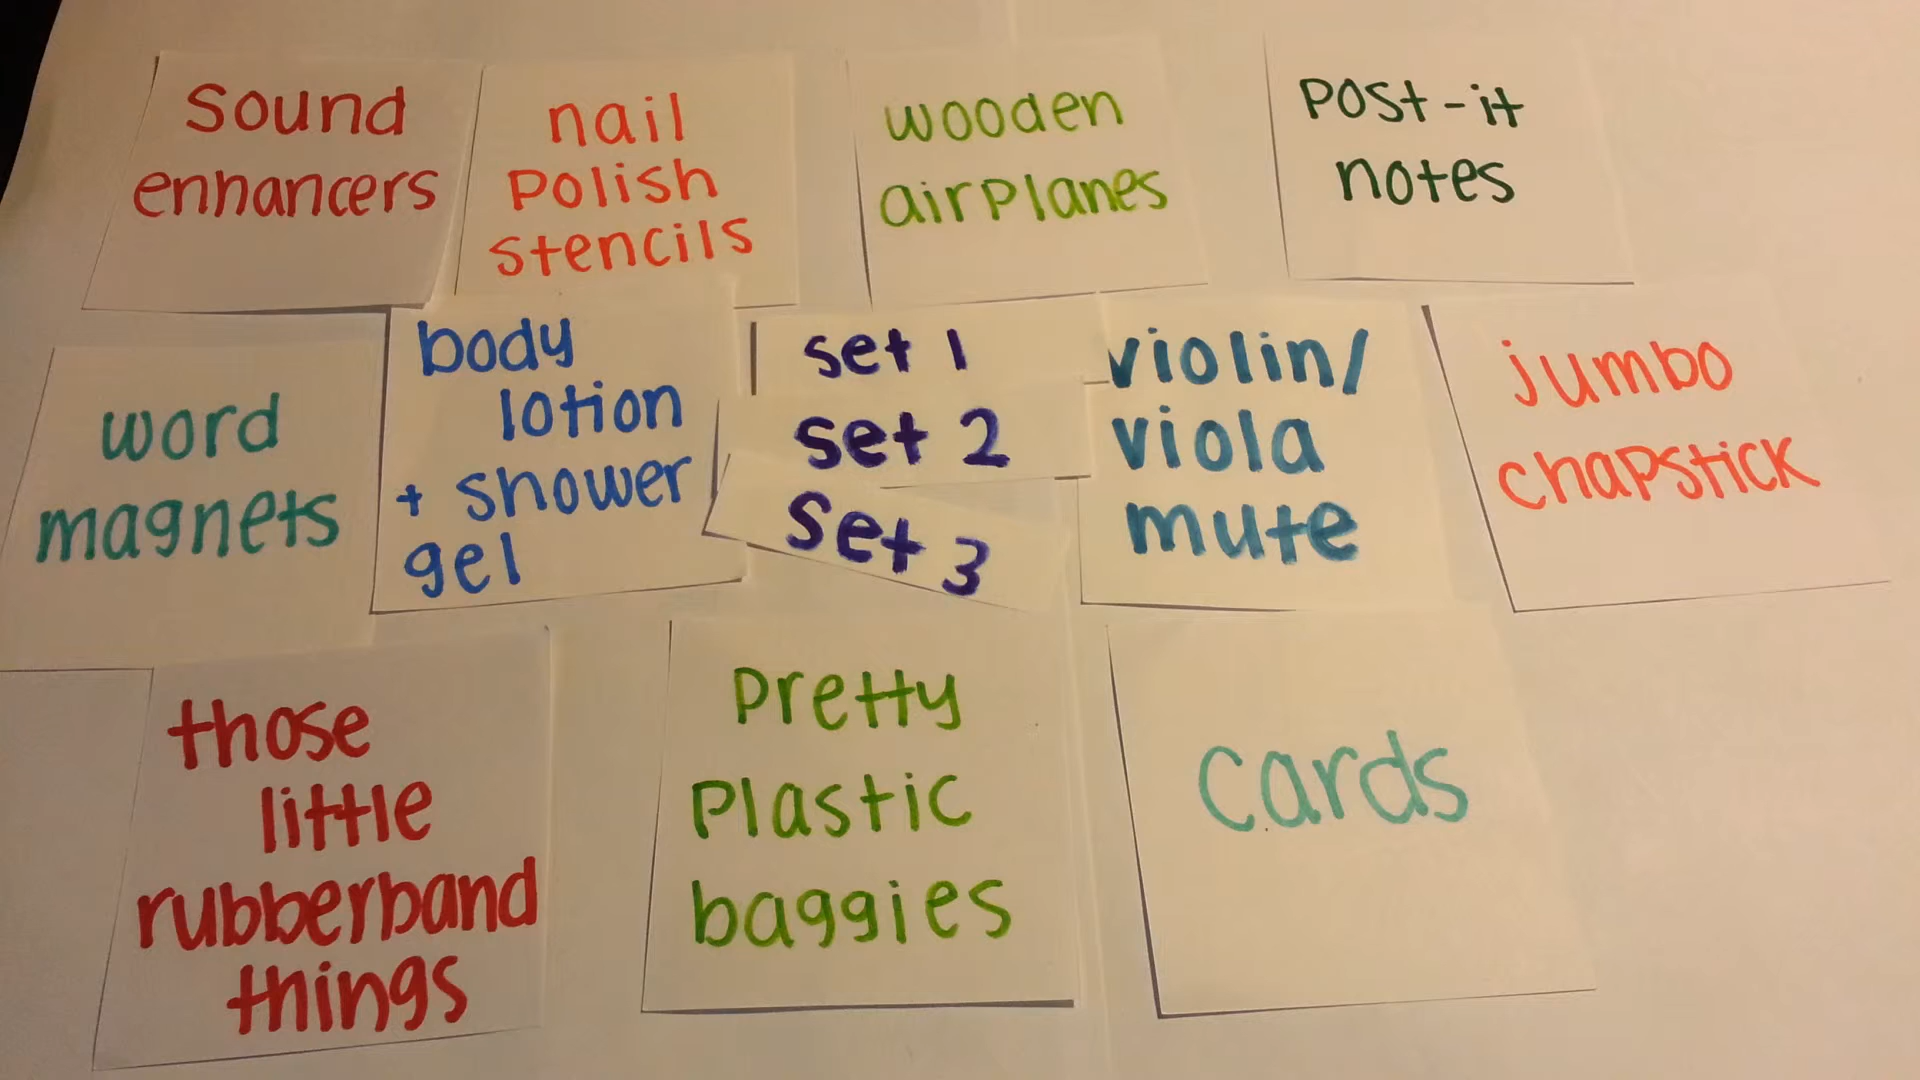 sound
enhancers
nail
polish
stencils
wooden
airplanes
post-it
notes
word
magnets
body
lotion
+ shower
gel
set 1
set 2
set 3
violin/
viola
mute
jumbo
chapstick
those
little
rubberband
things
pretty
plastic
baggies
cards